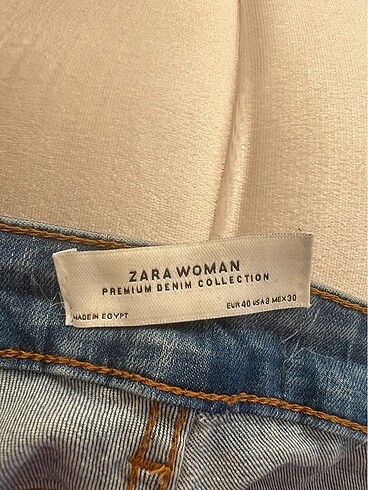 ZARA WOMAN
PREMIUM DENIM COLLECTION
MADE IN EGYPT
EUR 40 USA 8 MEX 30